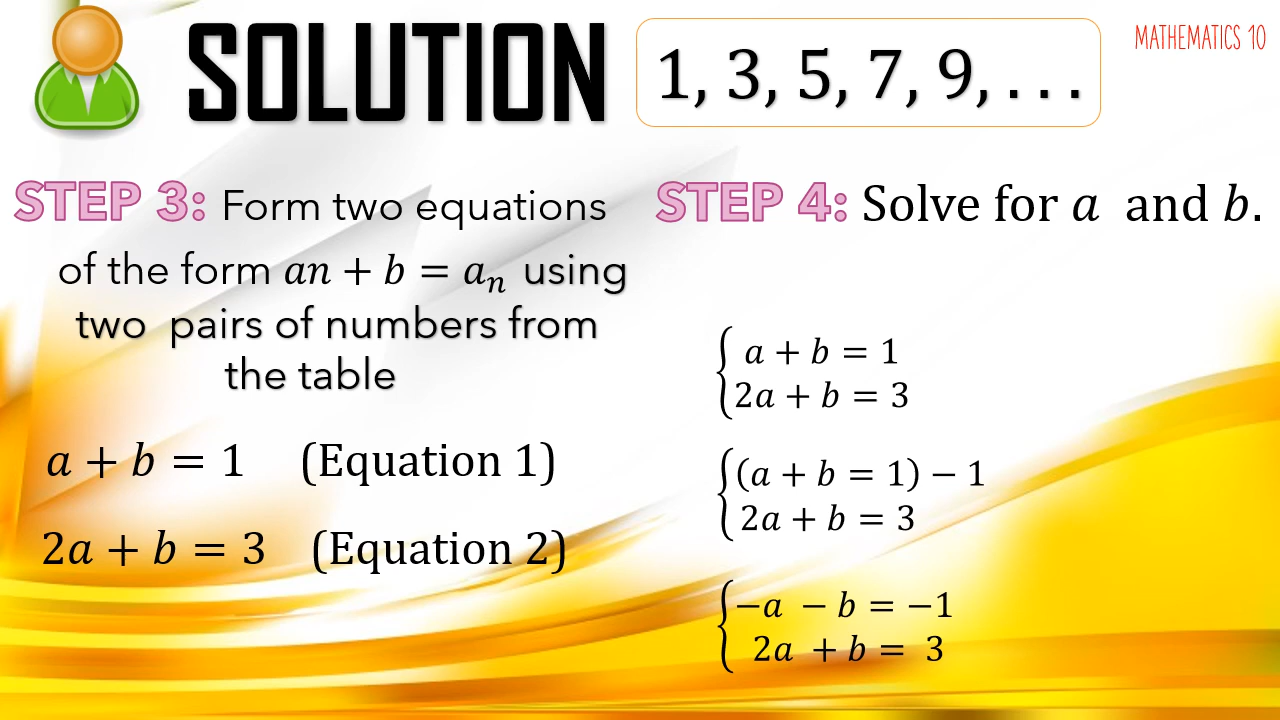 SOLUTION
1, 3, 5, 7, 9, . . .
MATHEMATICS 10
STEP 3: Form two equations
of the form an + b = aₙ using
two pairs of numbers from
the table
a + b = 1 (Equation 1)
2a + b = 3 (Equation 2)
STEP 4: Solve for a and b.
{ a + b = 1
2a + b = 3
{ (a + b = 1) − 1
2a + b = 3
{ −a − b = −1
2a + b = 3